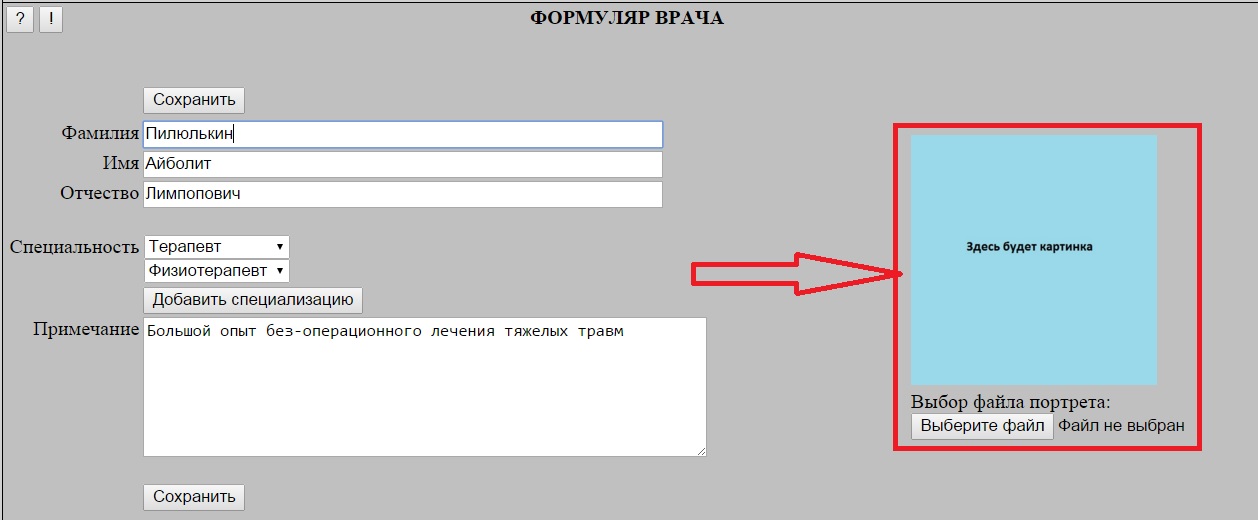 ? ! ФОРМУЛЯР ВРАЧА
Сохранить
Фамилия Пилюлькин
Имя Айболит
Отчество Лимпопович
Специальность Терапевт
Физиотерапевт
Добавить специализацию
Примечание Большой опыт без-операционного лечения тяжелых травм
Сохранить
Здесь будет картинка
Выбор файла портрета:
Выберите файл Файл не выбран